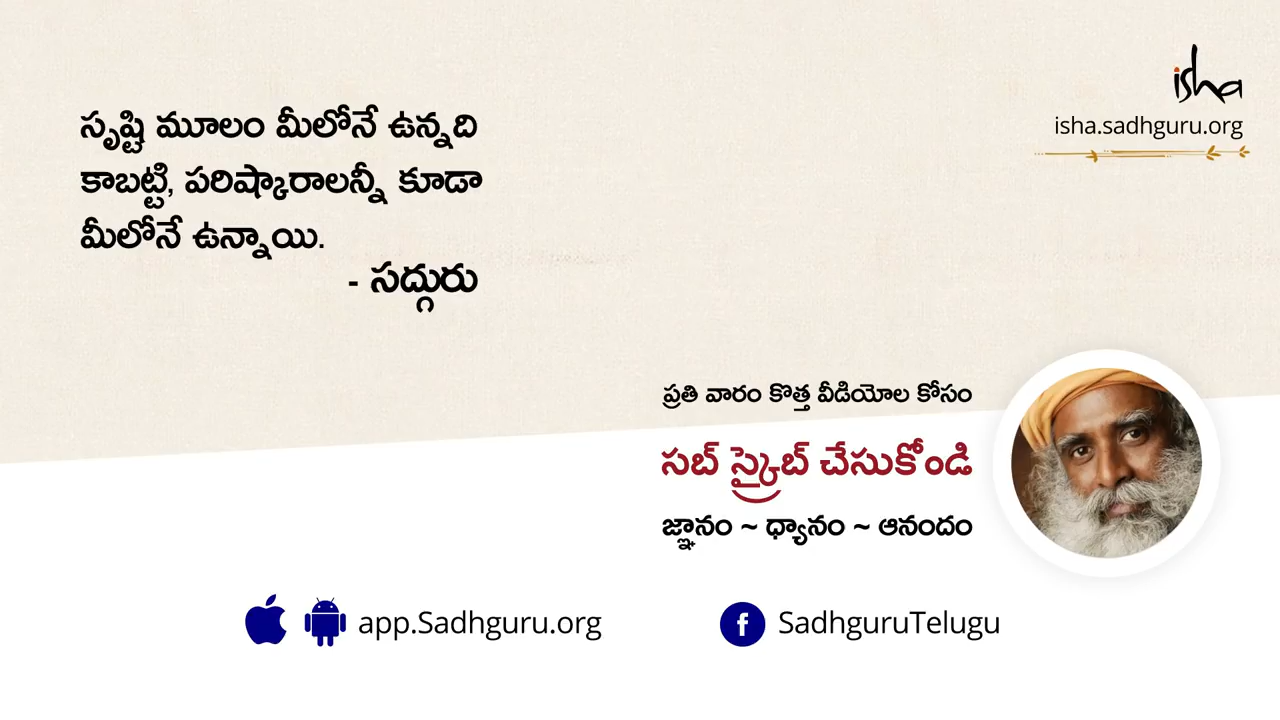 సృష్టి మూలం మీలోనే ఉన్నది
కాబట్టి, పరిష్కారాలన్నీ కూడా
మీలోనే ఉన్నాయి.
- సద్గురు
isha
isha.sadhguru.org
ప్రతి వారం కొత్త వీడియోల కోసం
సబ్ స్క్రైబ్ చేసుకోండి
జ్ఞానం ~ ధ్యానం ~ ఆనందం
app.Sadhguru.org
SadhguruTelugu